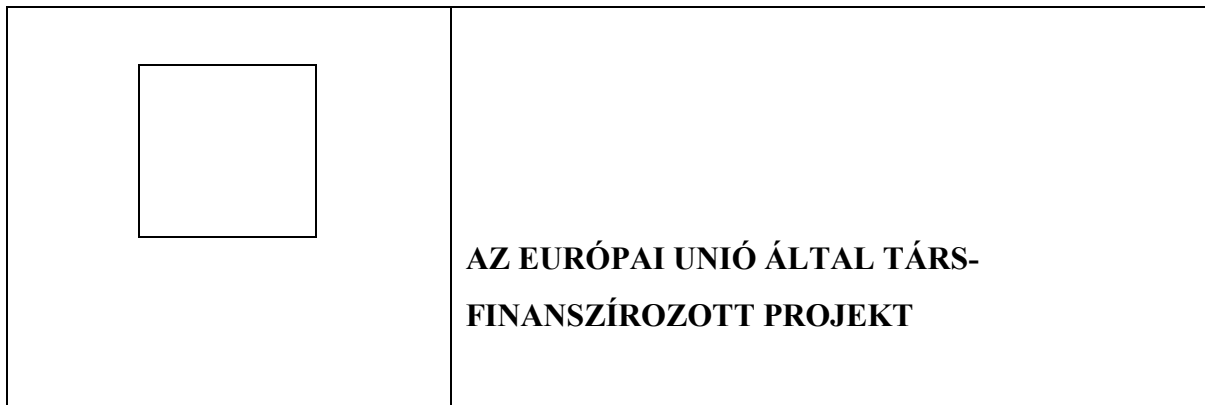 AZ EURÓPAI UNIÓ ÁLTAL TÁRS-
FINANSZÍROZOTT PROJEKT